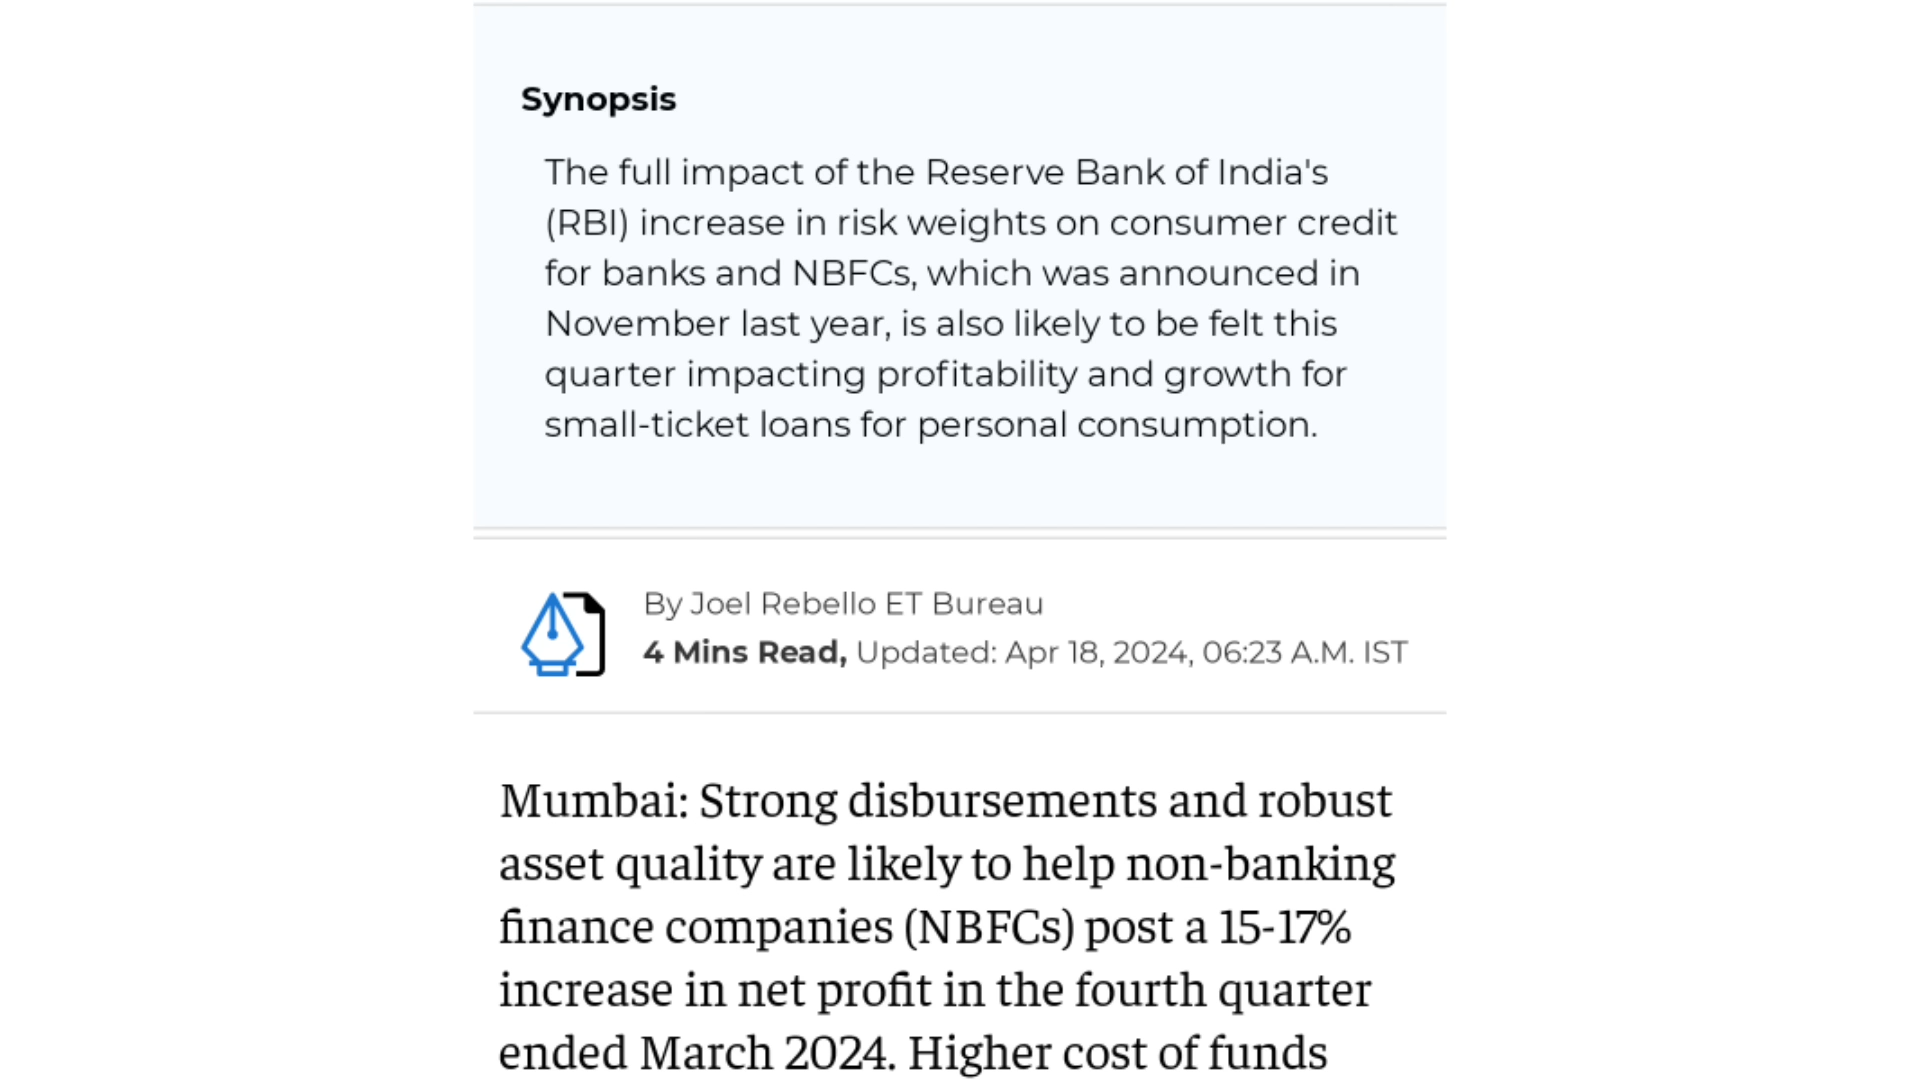 Synopsis
The full impact of the Reserve Bank of India's
(RBI) increase in risk weights on consumer credit
for banks and NBFCs, which was announced in
November last year, is also likely to be felt this
quarter impacting profitability and growth for
small-ticket loans for personal consumption.
By Joel Rebello ET Bureau
4 Mins Read, Updated: Apr 18, 2024, 06:23 A.M. IST
Mumbai: Strong disbursements and robust
asset quality are likely to help non-banking
finance companies (NBFCs) post a 15-17%
increase in net profit in the fourth quarter
ended March 2024. Higher cost of funds